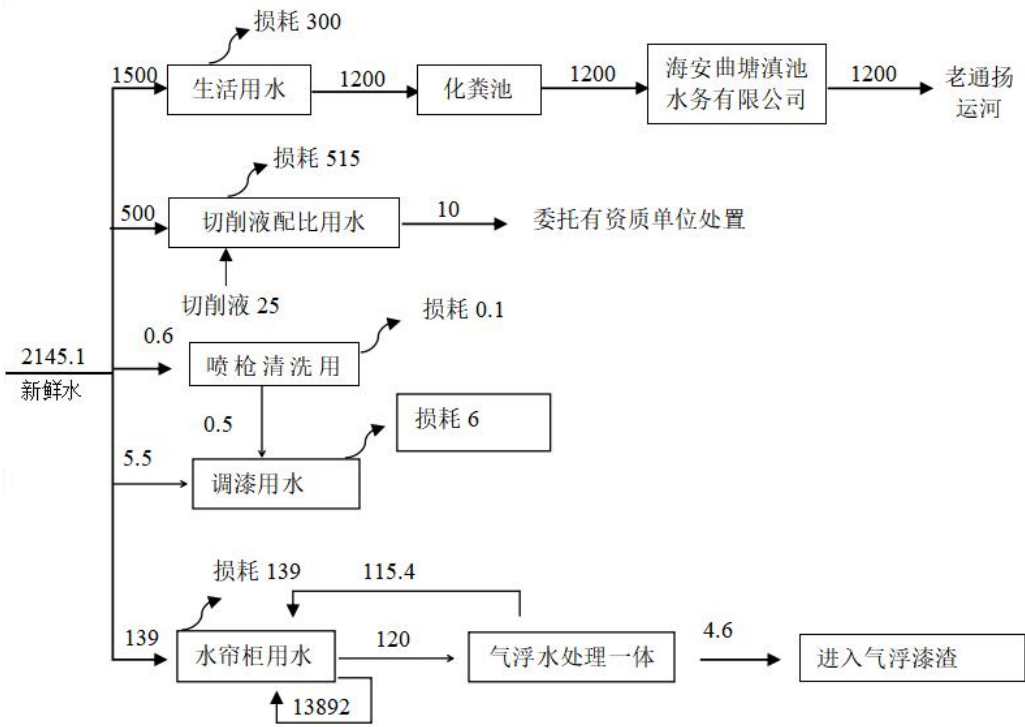 损耗 300
1500
生活用水
1200
化粪池
1200
海安曲塘滇池
水务有限公司
1200
老通扬
运河
损耗 515
500
切削液配比用水
10
委托有资质单位处置
切削液 25
0.6
喷枪清洗用
损耗 0.1
2145.1
新鲜水
0.5
损耗 6
5.5
调漆用水
损耗 139
115.4
139
水帘柜用水
120
气浮水处理一体
4.6
进入气浮漆渣
13892